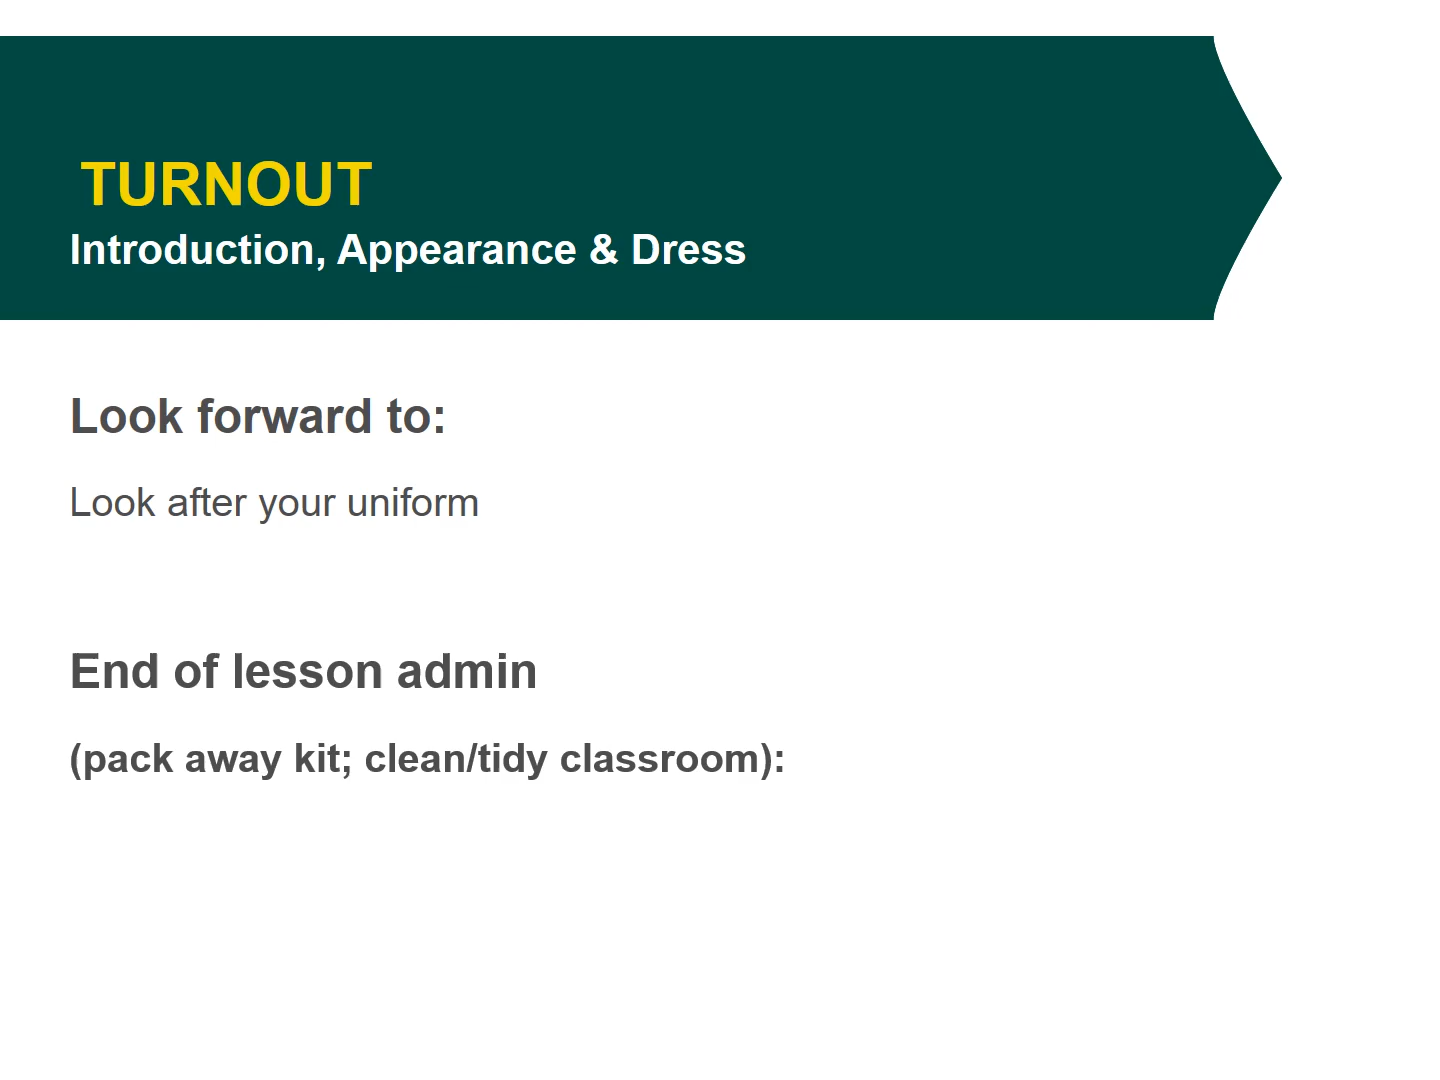 TURNOUT
Introduction, Appearance & Dress
Look forward to:
Look after your uniform
End of lesson admin
(pack away kit; clean/tidy classroom):